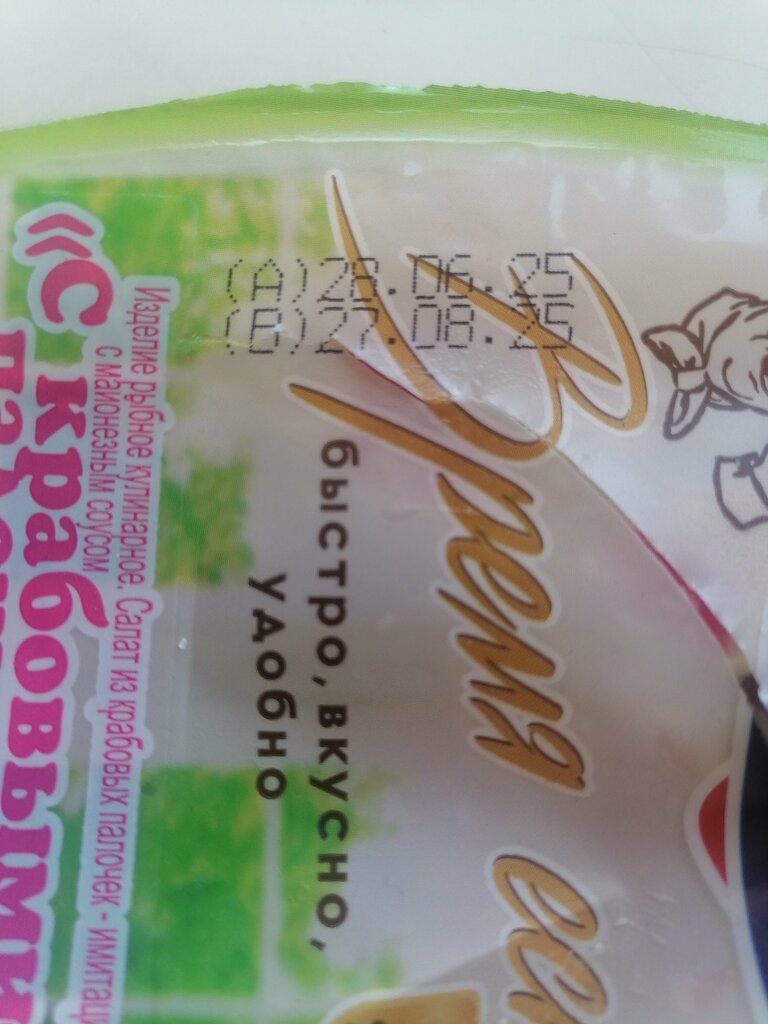 (А)28.06.25
(В)27.08.25
Время
быстро, вкусно,
удобно
Изделие рыбное кулинарное. Салат из крабовых палочек - имитац
с майонезным соусом
«С
крабовыми